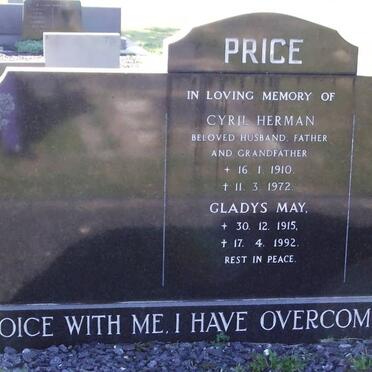 PRICE
IN LOVING MEMORY OF
CYRIL HERMAN
BELOVED HUSBAND, FATHER
AND GRANDFATHER
+ 16 . 1 . 1910.
+ 11 . 3 . 1972.
GLADYS MAY,
+ 30 . 12 . 1915,
+ 17 . 4 . 1992.
REST IN PEACE.
OICE WITH ME, I HAVE OVERCOM